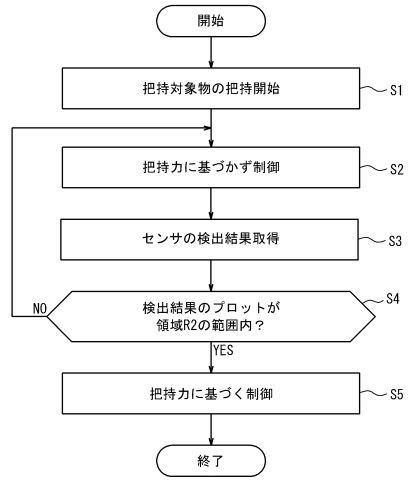 開始
把持対象物の把持開始
S1
把持力に基づかず制御
S2
センサの検出結果取得
S3
検出結果のプロットが
領域R2の範囲内？
S4
NO
YES
把持力に基づく制御
S5
終了